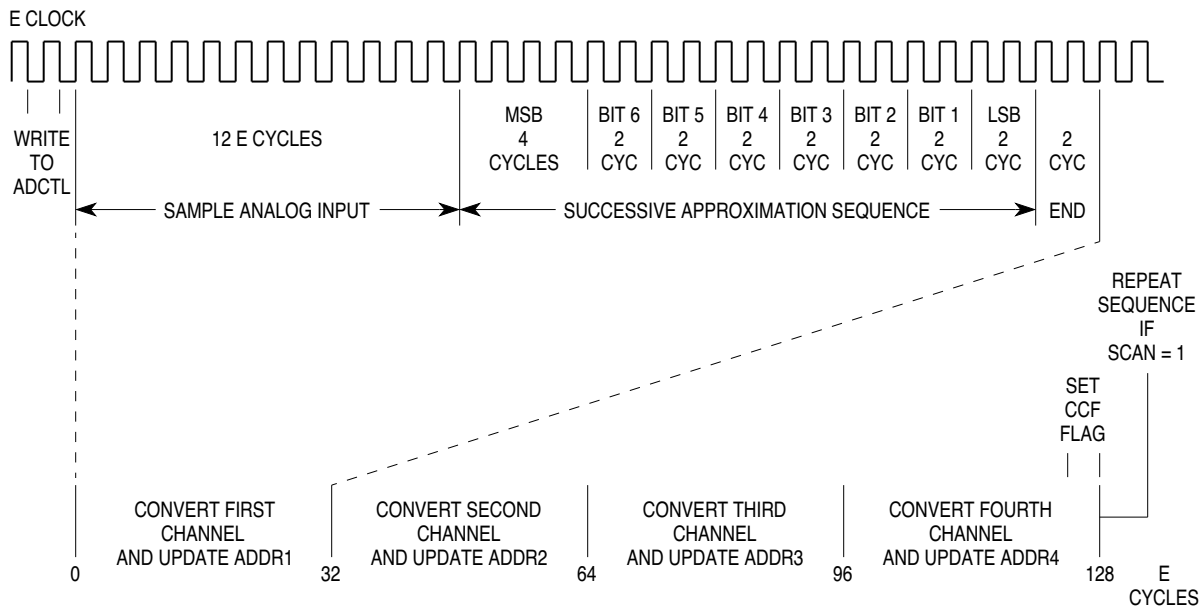 E CLOCK
WRITE
TO
ADCTL
12 E CYCLES
MSB
4
CYCLES
BIT 6
2
CYC
BIT 5
2
CYC
BIT 4
2
CYC
BIT 3
2
CYC
BIT 2
2
CYC
BIT 1
2
CYC
LSB
2
CYC
2
CYC
SAMPLE ANALOG INPUT
SUCCESSIVE APPROXIMATION SEQUENCE
END
REPEAT
SEQUENCE
IF
SCAN = 1
SET
CCF
FLAG
CONVERT FIRST
CHANNEL
AND UPDATE ADDR1
CONVERT SECOND
CHANNEL
AND UPDATE ADDR2
CONVERT THIRD
CHANNEL
AND UPDATE ADDR3
CONVERT FOURTH
CHANNEL
AND UPDATE ADDR4
0
32
64
96
128
E
CYCLES